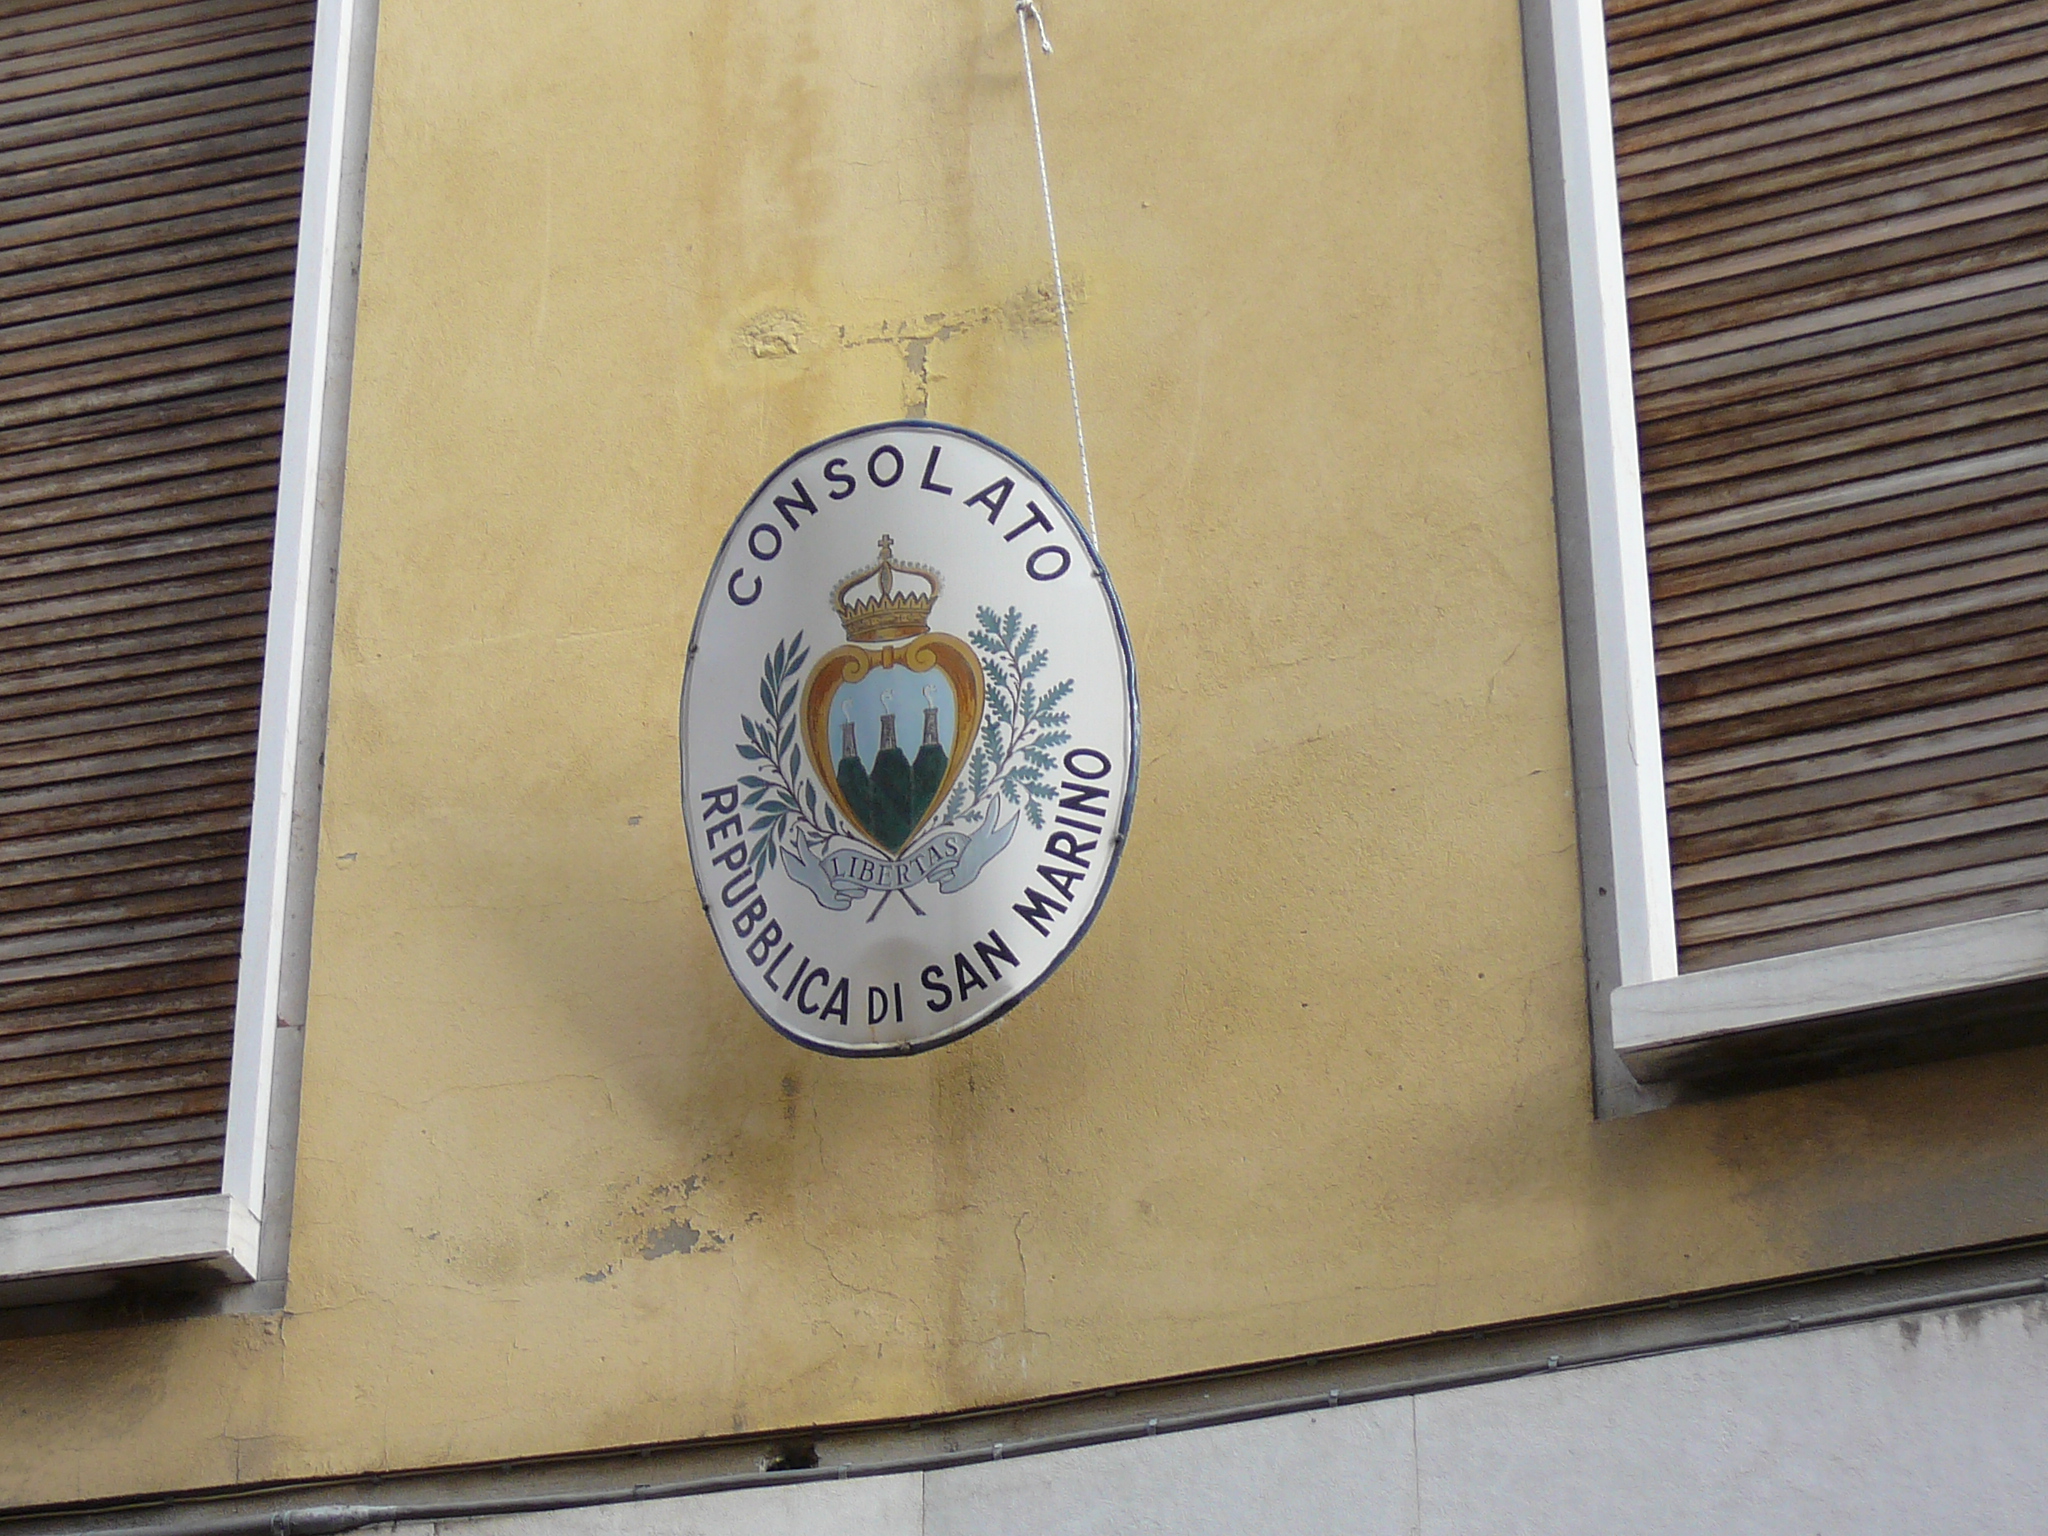 CONSOLATO
LIBERTAS
REPUBBLICA DI SAN MARINO